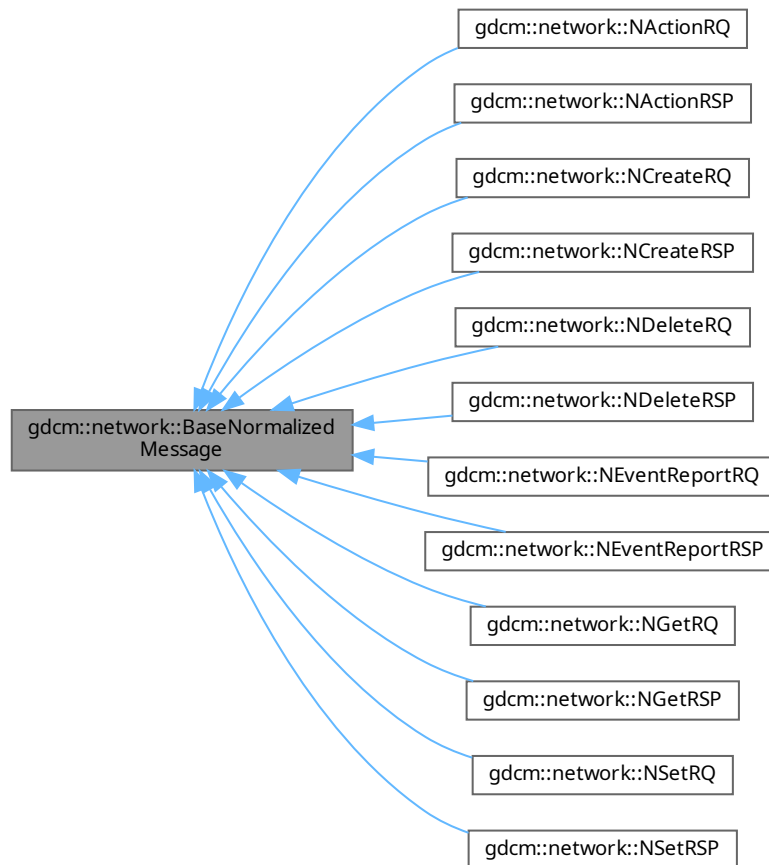 gdcm::network::NActionRQ
gdcm::network::NActionRSP
gdcm::network::NCreateRQ
gdcm::network::NCreateRSP
gdcm::network::NDeleteRQ
gdcm::network::BaseNormalized
Message
gdcm::network::NDeleteRSP
gdcm::network::NEventReportRQ
gdcm::network::NEventReportRSP
gdcm::network::NGetRQ
gdcm::network::NGetRSP
gdcm::network::NSetRQ
gdcm::network::NSetRSP